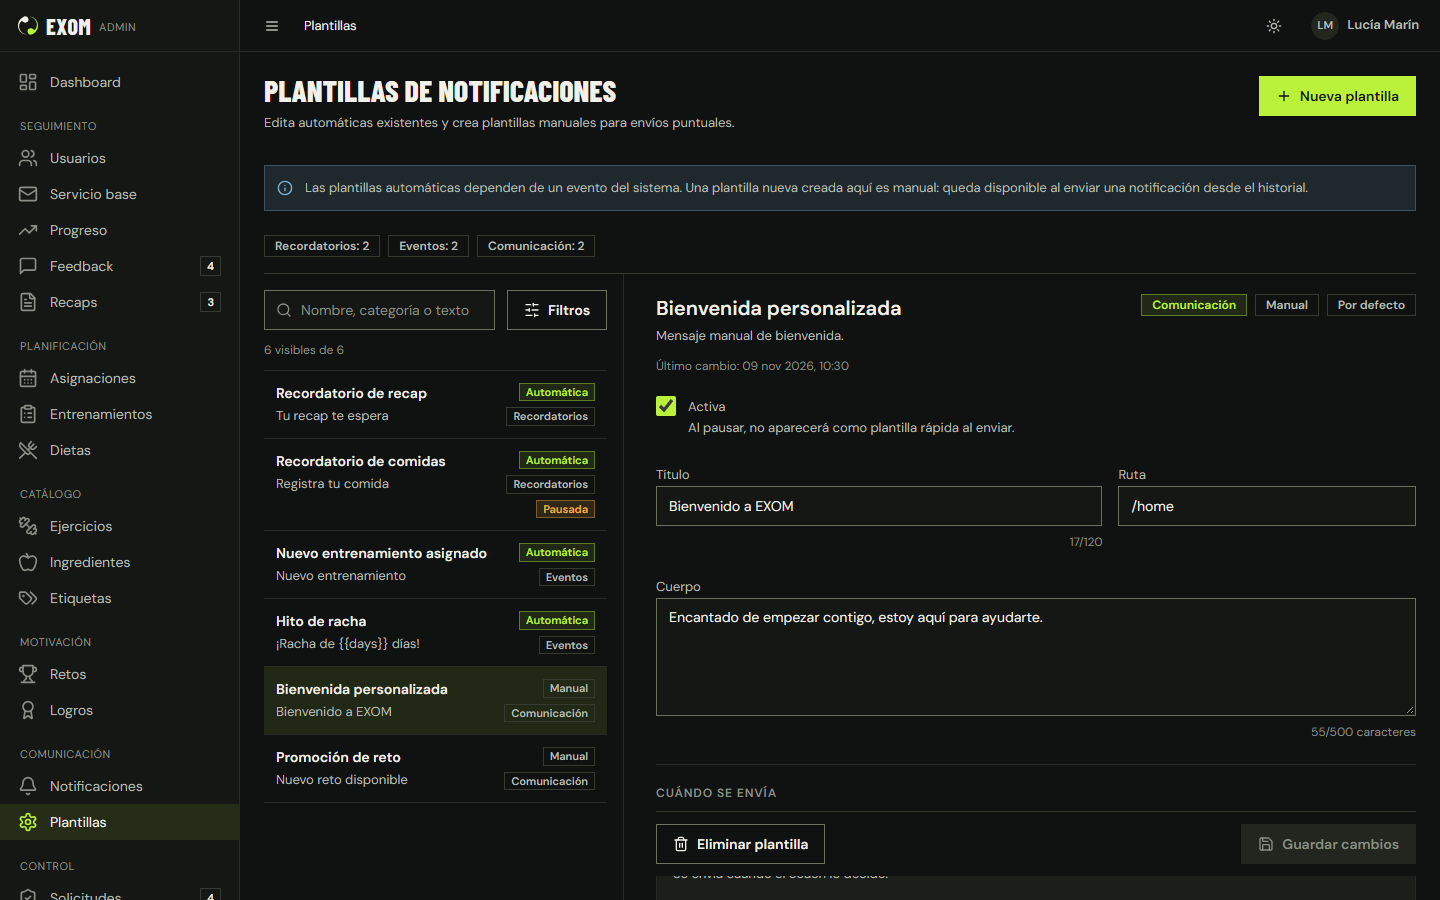 EXOM ADMIN
Plantillas
LM Lucía Marín
Dashboard
SEGUIMIENTO
Usuarios
Servicio base
Progreso
Feedback 4
Recaps 3
PLANIFICACIÓN
Asignaciones
Entrenamientos
Dietas
CATÁLOGO
Ejercicios
Ingredientes
Etiquetas
MOTIVACIÓN
Retos
Logros
COMUNICACIÓN
Notificaciones
Plantillas
CONTROL
Solicitudes 4
PLANTILLAS DE NOTIFICACIONES
Edita automáticas existentes y crea plantillas manuales para envíos puntuales.
Nueva plantilla
Las plantillas automáticas dependen de un evento del sistema. Una plantilla nueva creada aquí es manual: queda disponible al enviar una notificación desde el historial.
Recordatorios: 2 Eventos: 2 Comunicación: 2
Nombre, categoría o texto Filtros
6 visibles de 6
Recordatorio de recap Automática
Tu recap te espera Recordatorios
Recordatorio de comidas Automática
Registra tu comida Recordatorios
Pausada
Nuevo entrenamiento asignado Automática
Nuevo entrenamiento Eventos
Hito de racha Automática
¡Racha de {{days}} días! Eventos
Bienvenida personalizada Manual
Bienvenido a EXOM Comunicación
Promoción de reto Manual
Nuevo reto disponible Comunicación
Bienvenida personalizada Comunicación Manual Por defecto
Mensaje manual de bienvenida.
Último cambio: 09 nov 2026, 10:30
Activa
Al pausar, no aparecerá como plantilla rápida al enviar.
Título Ruta
Bienvenido a EXOM /home
17/120
Cuerpo
Encantado de empezar contigo, estoy aquí para ayudarte.
55/500 caracteres
CUÁNDO SE ENVÍA
Eliminar plantilla Guardar cambios